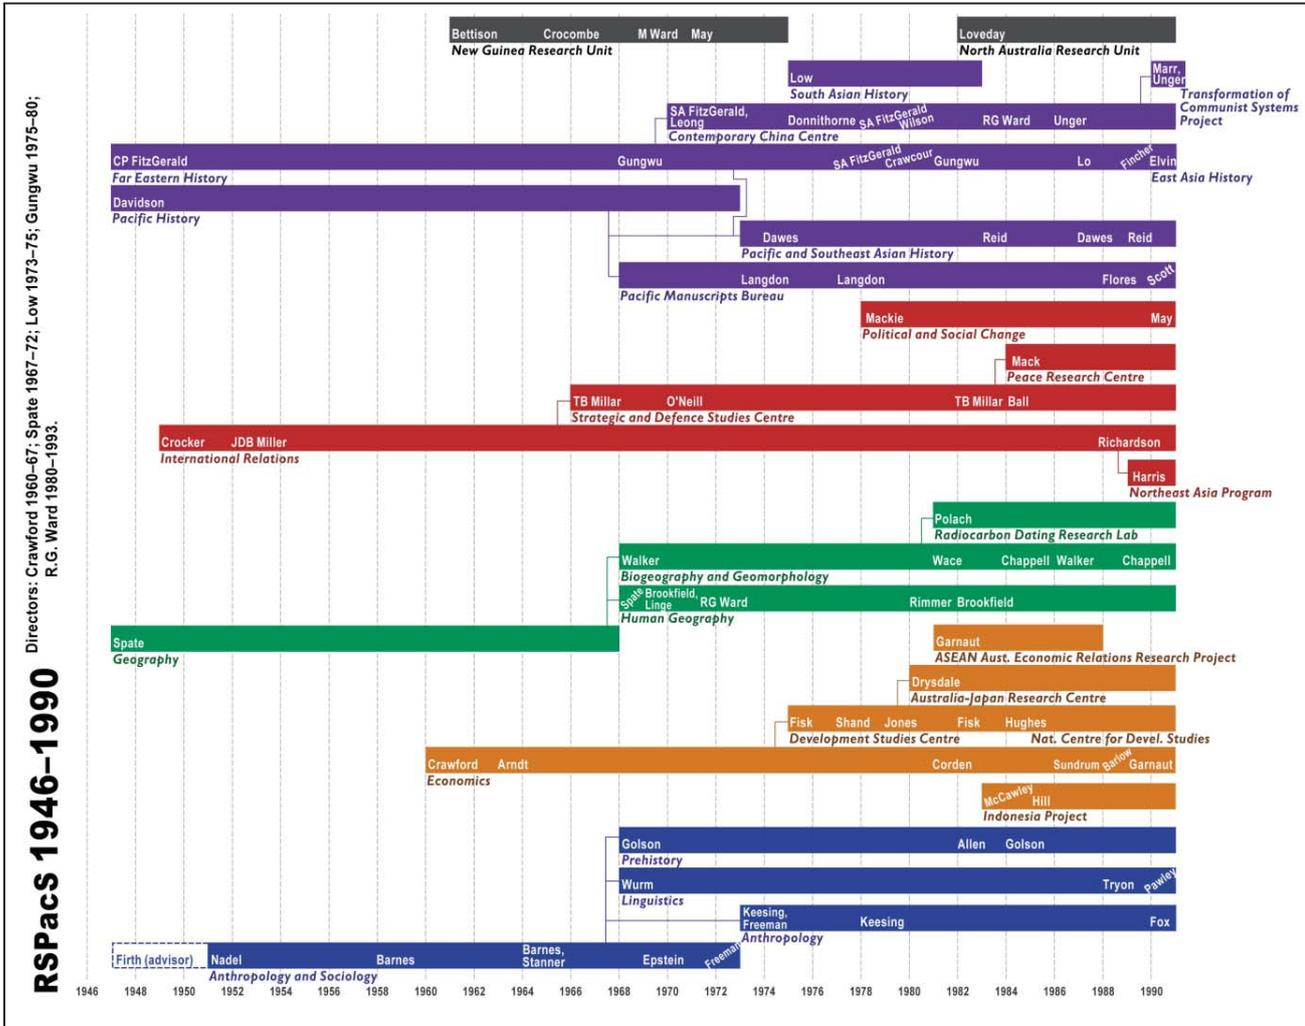 RSPacS 1946–1990
Directors: Crawford 1960–67; Spate 1967–72; Low 1973–75; Gungwu 1975–80;
R.G. Ward 1980–1993.
Bettison Crocombe M Ward May
New Guinea Research Unit
Loveday
North Australia Research Unit
Low
South Asian History
Marr,
Unger
Transformation of
Communist Systems
Project
SA FitzGerald,
Leong
Donnithorne SA FitzGerald Wilson RG Ward Unger
Contemporary China Centre
CP FitzGerald Gungwu SA FitzGerald Crawcour Gungwu Lo Fincher Elvin
Far Eastern History
East Asia History
Davidson
Pacific History
Dawes Reid Dawes Reid
Pacific and Southeast Asian History
Langdon Langdon Flores Scott
Pacific Manuscripts Bureau
Mackie May
Political and Social Change
Mack
Peace Research Centre
TB Millar O'Neill TB Millar Ball
Strategic and Defence Studies Centre
Crocker JDB Miller Richardson
International Relations
Harris
Northeast Asia Program
Polach
Radiocarbon Dating Research Lab
Walker Wace Chappell Walker Chappell
Biogeography and Geomorphology
Spate Brookfield,
Linge
RG Ward Rimmer Brookfield
Human Geography
Spate
Geography
Garnaut
ASEAN Aust. Economic Relations Research Project
Drysdale
Australia-Japan Research Centre
Fisk Shand Jones Fisk Hughes
Development Studies Centre Nat. Centre for Devel. Studies
Crawford Arndt Corden Sundrum Barlow Garnaut
Economics
McCawley Hill
Indonesia Project
Golson Allen Golson
Prehistory
Wurm Tryon Pawley
Linguistics
Keesing,
Freeman
Keesing Fox
Anthropology
Firth (advisor) Nadel Barnes Barnes,
Stanner
Epstein Freeman
Anthropology and Sociology
1946 1948 1950 1952 1954 1956 1958 1960 1962 1964 1966 1968 1970 1972 1974 1976 1978 1980 1982 1984 1986 1988 1990